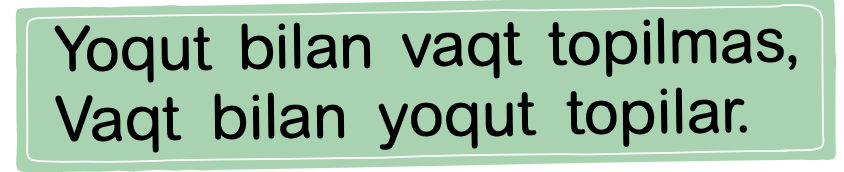 Yoqut bilan vaqt topilmas,
Vaqt bilan yoqut topilar.